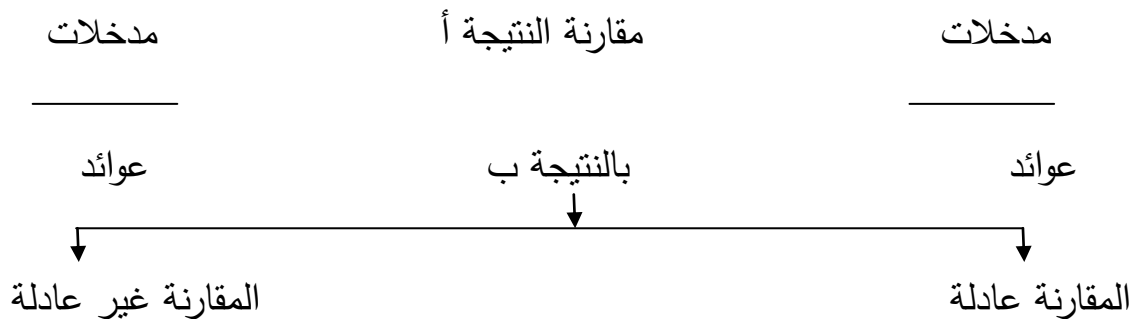 مدخلات مقارنة النتيجة أ مدخلات
عوائد بالنتيجة ب عوائد
المقارنة عادلة المقارنة غير عادلة